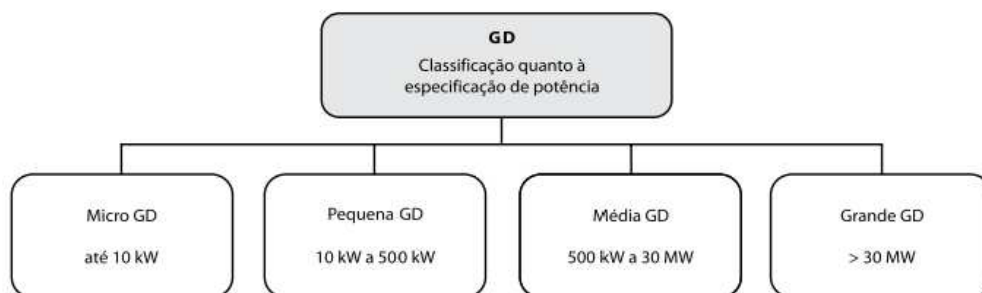 GD
Classificação quanto à
especificação de potência
Micro GD
até 10 kW
Pequena GD
10 kW a 500 kW
Média GD
500 kW a 30 MW
Grande GD
> 30 MW